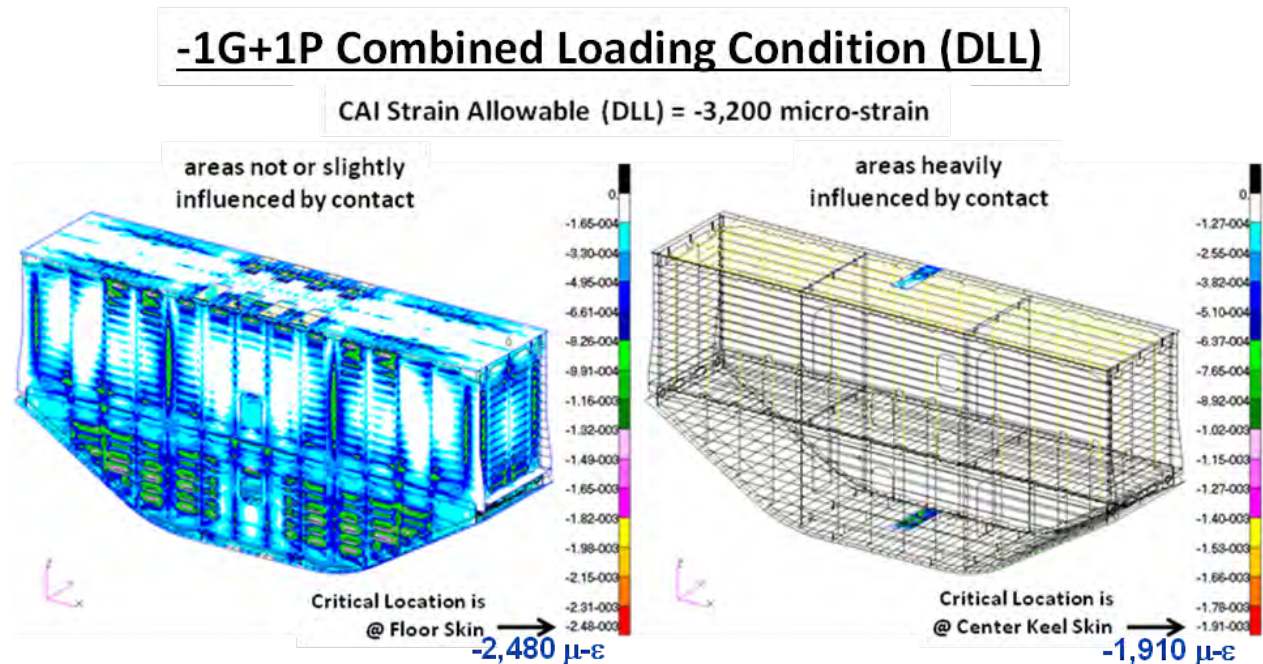 -1G+1P Combined Loading Condition (DLL)
CAI Strain Allowable (DLL) = -3,200 micro-strain
areas not or slightly
influenced by contact
0.
-1.65-004
-3.30-004
-4.95-004
-6.61-004
-8.26-004
-9.91-004
-1.16-003
-1.32-003
-1.49-003
-1.65-003
-1.82-003
-1.98-003
-2.15-003
-2.31-003
-2.48-003
Critical Location is
@ Floor Skin
-2,480 μ-ε
areas heavily
influenced by contact
0.
-1.27-004
-2.55-004
-3.82-004
-5.10-004
-6.37-004
-7.65-004
-8.92-004
-1.02-003
-1.15-003
-1.27-003
-1.40-003
-1.53-003
-1.66-003
-1.78-003
-1.91-003
Critical Location is
@ Center Keel Skin
-1,910 μ-ε